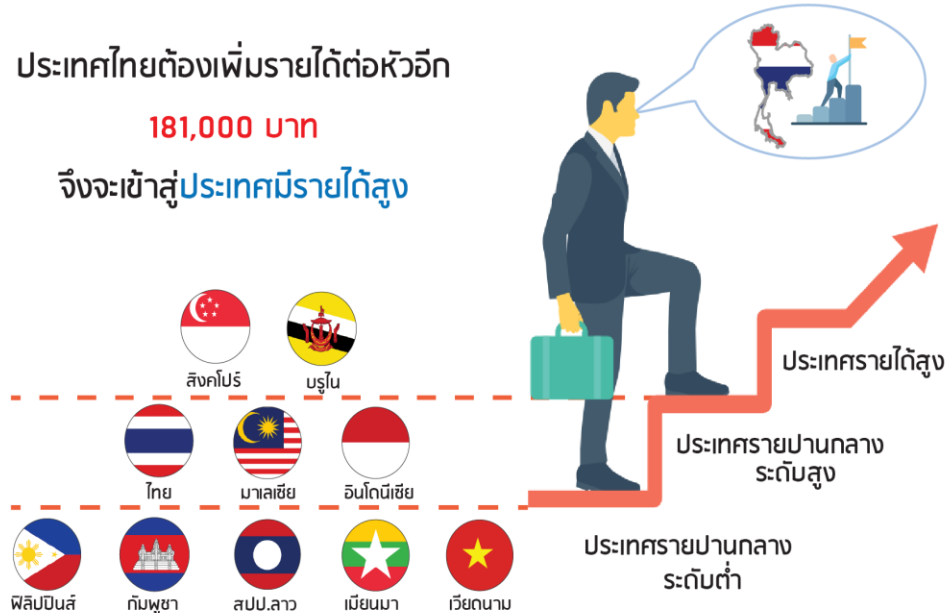 ประเทศไทยต้องเพิ่มรายได้ต่อหัวอีก
181,000 บาท
จึงจะเข้าสู่ประเทศมีรายได้สูง
สิงคโปร์
บรูไน
ประเทศรายได้สูง
ไทย
มาเลเซีย
อินโดนีเซีย
ประเทศรายปานกลาง
ระดับสูง
ฟิลิปปินส์
กัมพูชา
สปป.ลาว
เมียนมา
เวียดนาม
ประเทศรายปานกลาง
ระดับต่ำ